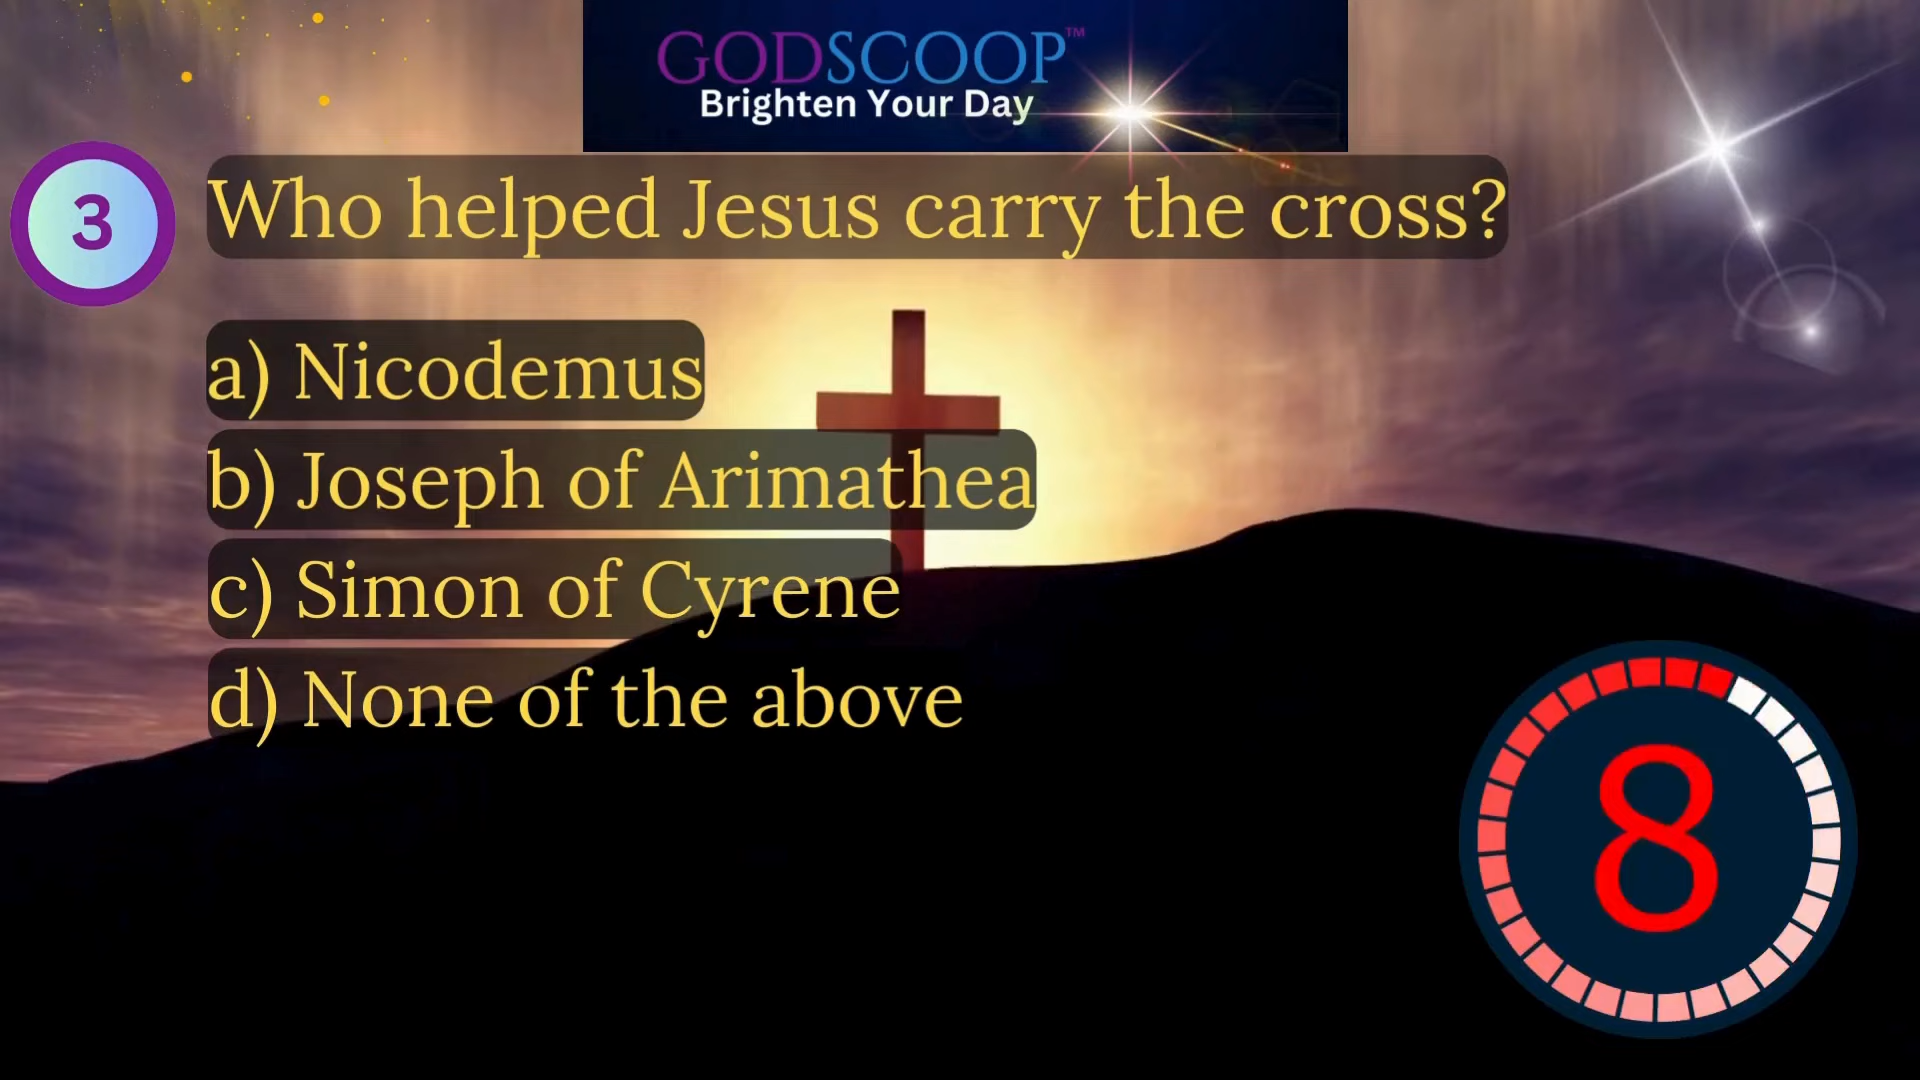 GODSCOOP™
Brighten Your Day
3
Who helped Jesus carry the cross?
a) Nicodemus
b) Joseph of Arimathea
c) Simon of Cyrene
d) None of the above
8